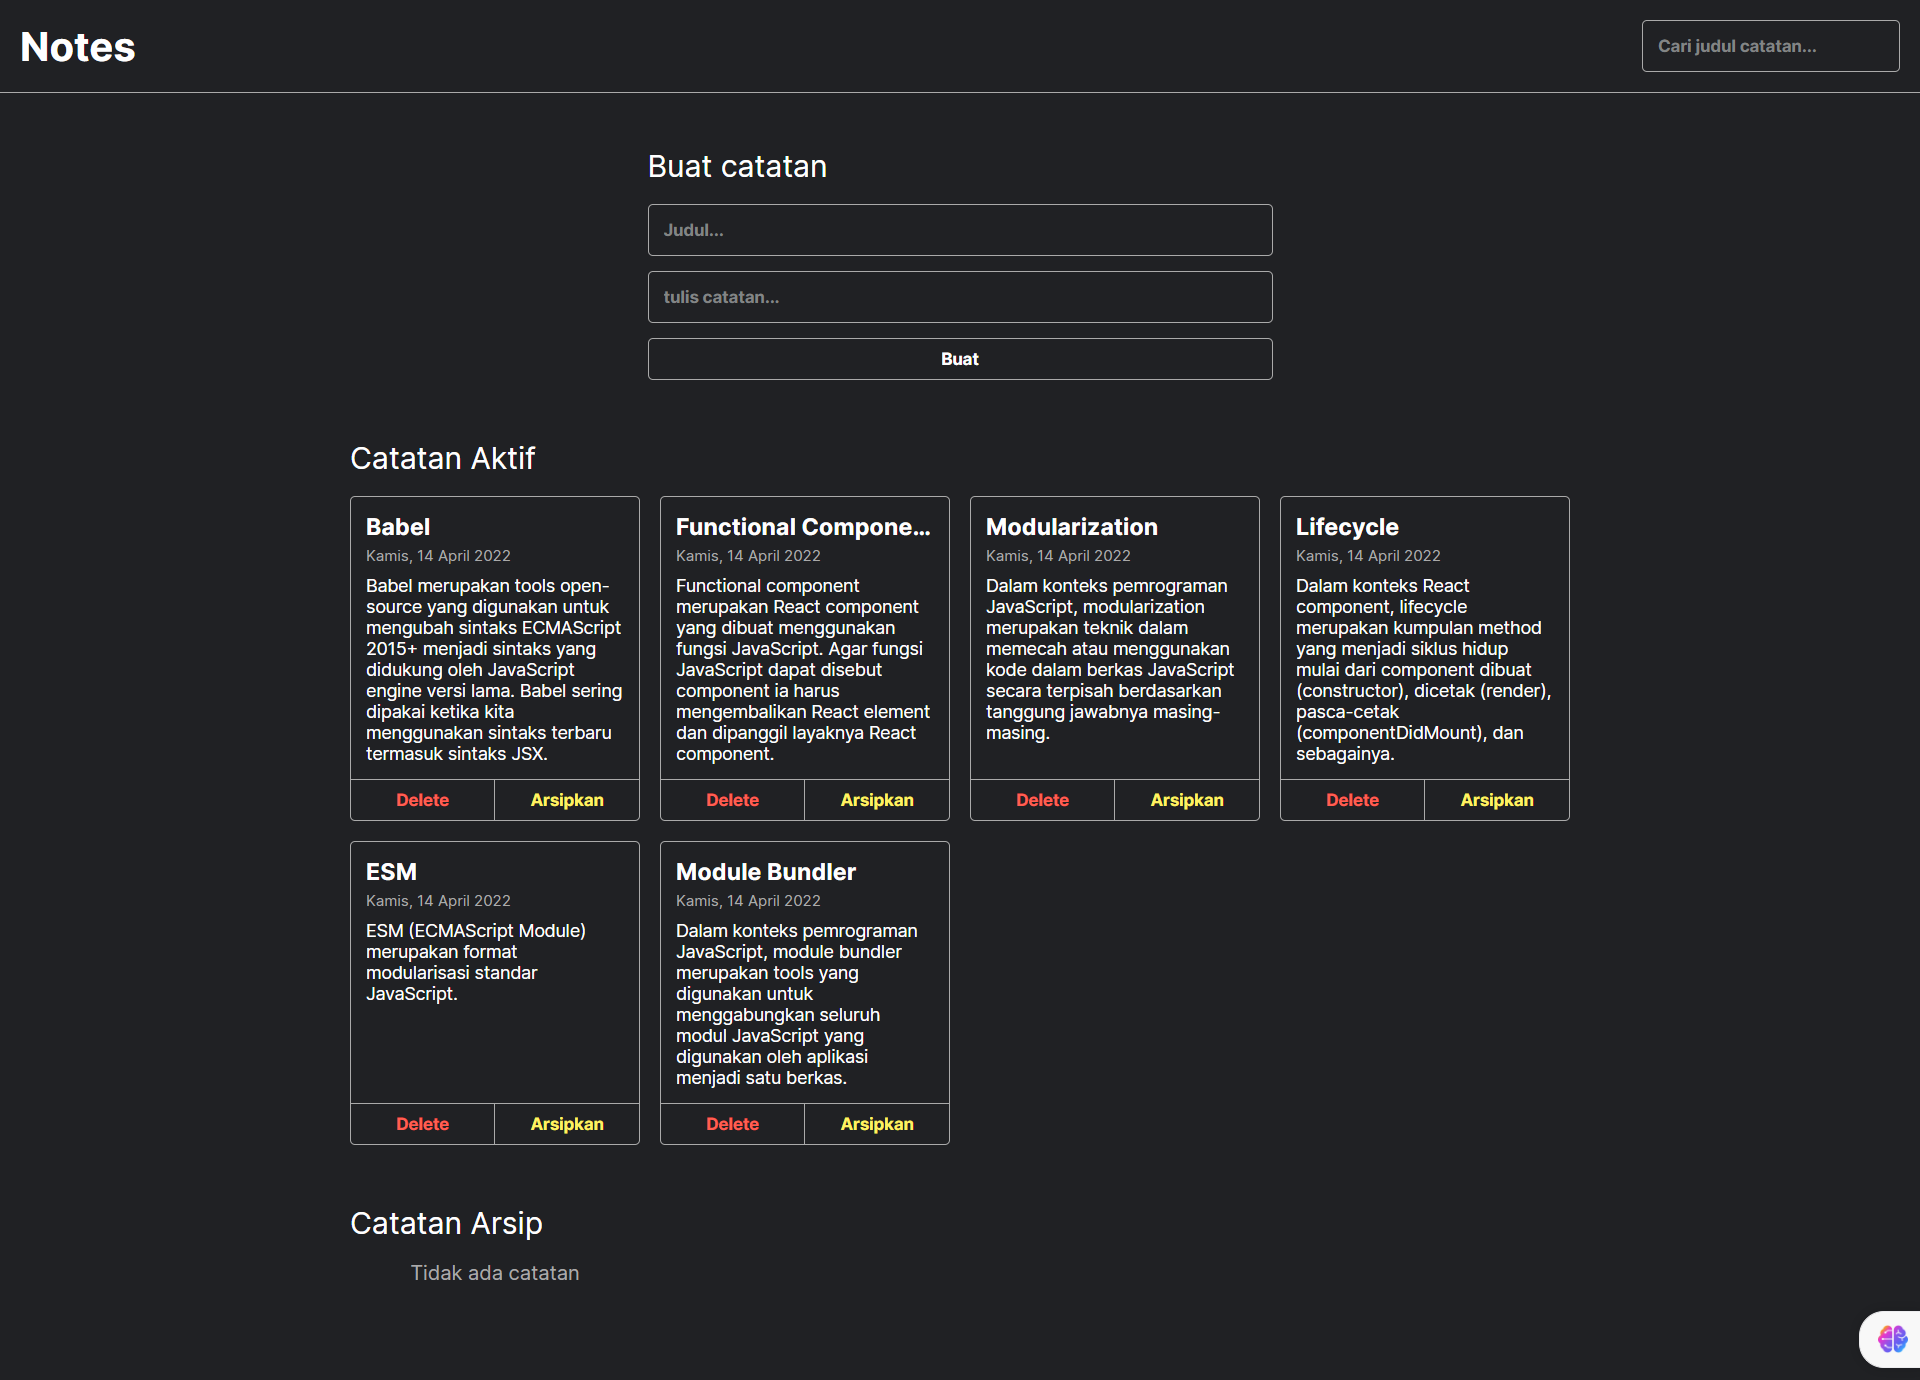 Notes
Cari judul catatan...
Buat catatan
Judul...
tulis catatan...
Buat
Catatan Aktif
Babel
Kamis, 14 April 2022
Babel merupakan tools open-
source yang digunakan untuk
mengubah sintaks ECMAScript
2015+ menjadi sintaks yang
didukung oleh JavaScript
engine versi lama. Babel sering
dipakai ketika kita
menggunakan sintaks terbaru
termasuk sintaks JSX.
Delete
Arsipkan
Functional Compone...
Kamis, 14 April 2022
Functional component
merupakan React component
yang dibuat menggunakan
fungsi JavaScript. Agar fungsi
JavaScript dapat disebut
component ia harus
mengembalikan React element
dan dipanggil layaknya React
component.
Delete
Arsipkan
Modularization
Kamis, 14 April 2022
Dalam konteks pemrograman
JavaScript, modularization
merupakan teknik dalam
memecah atau menggunakan
kode dalam berkas JavaScript
secara terpisah berdasarkan
tanggung jawabnya masing-
masing.
Delete
Arsipkan
Lifecycle
Kamis, 14 April 2022
Dalam konteks React
component, lifecycle
merupakan kumpulan method
yang menjadi siklus hidup
mulai dari component dibuat
(constructor), dicetak (render),
pasca-cetak
(componentDidMount), dan
sebagainya.
Delete
Arsipkan
ESM
Kamis, 14 April 2022
ESM (ECMAScript Module)
merupakan format
modularisasi standar
JavaScript.
Delete
Arsipkan
Module Bundler
Kamis, 14 April 2022
Dalam konteks pemrograman
JavaScript, module bundler
merupakan tools yang
digunakan untuk
menggabungkan seluruh
modul JavaScript yang
digunakan oleh aplikasi
menjadi satu berkas.
Delete
Arsipkan
Catatan Arsip
Tidak ada catatan